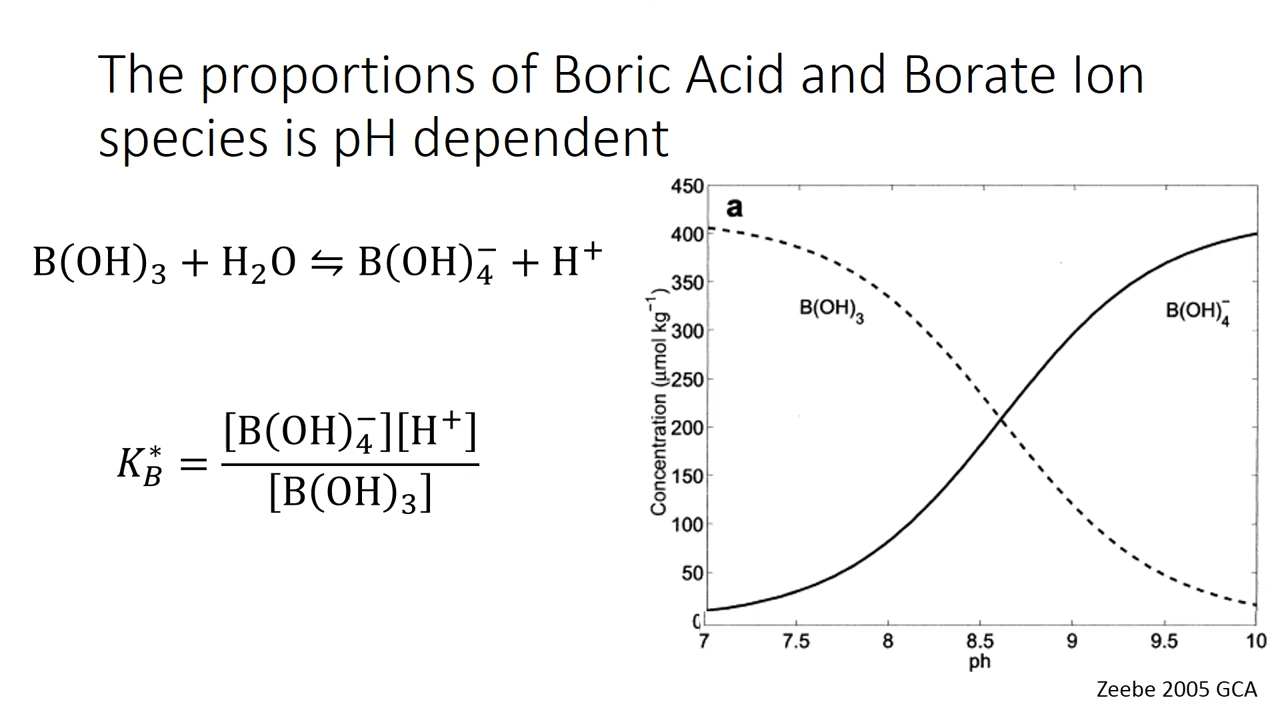 The proportions of Boric Acid and Borate Ion
species is pH dependent
B(OH)₃ + H₂O ⇋ B(OH)₄⁻ + H⁺
K*_B = [B(OH)₄⁻][H⁺] / [B(OH)₃]
a
450
400
350
300
250
200
150
100
50
0
Concentration (μmol kg⁻¹)
B(OH)₃
B(OH)₄⁻
7 7.5 8 8.5 9 9.5 10
ph
Zeebe 2005 GCA